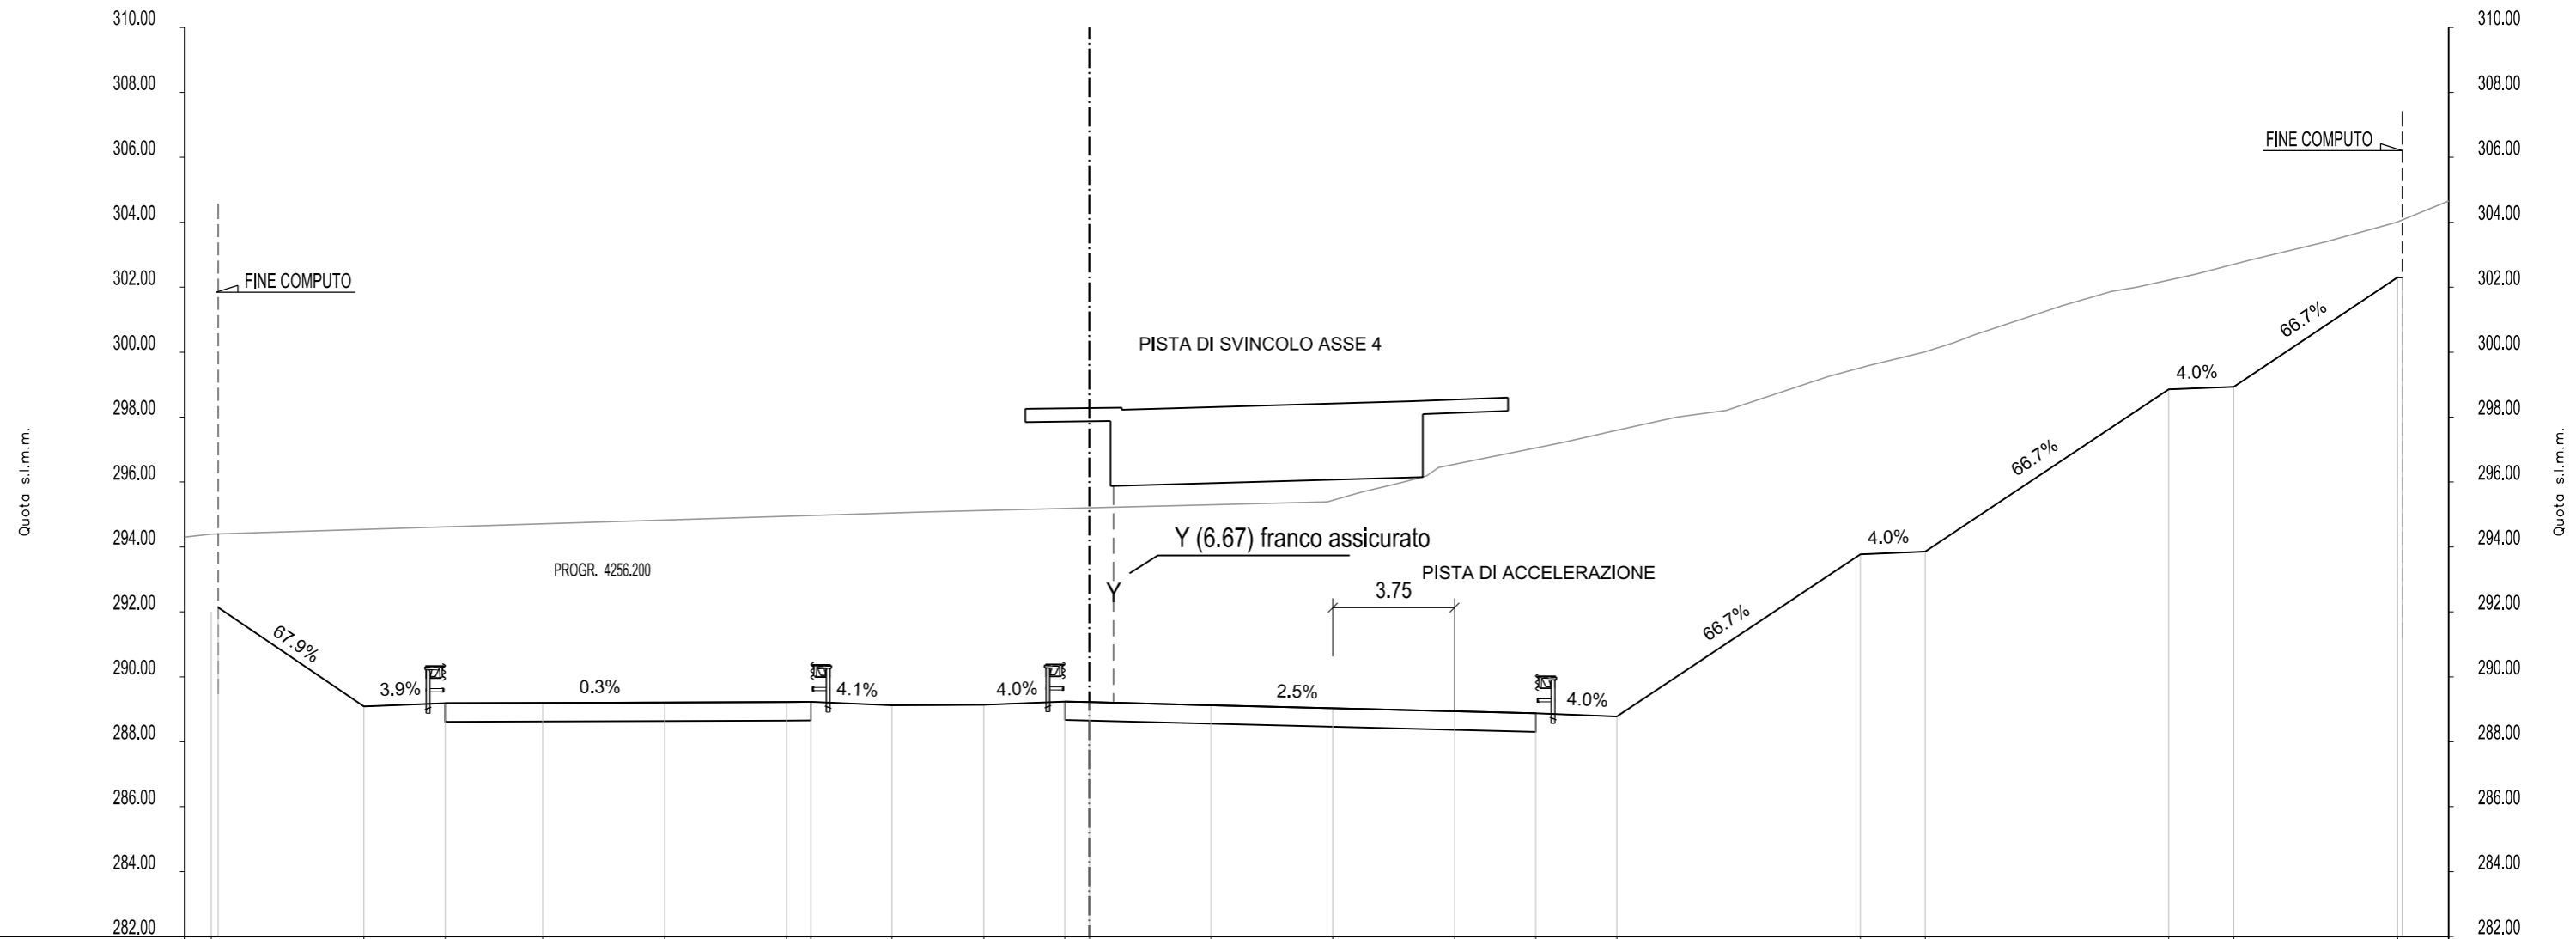 310.00 310.00
308.00 308.00
306.00 FINE COMPUTO 306.00
304.00 304.00
302.00 FINE COMPUTO 302.00
66.7%
300.00 PISTA DI SVINCOLO ASSE 4 300.00
4.0%
298.00 298.00
Quota s.l.m.m. 66.7% Quota s.l.m.m.
296.00 296.00
294.00 Y (6.67) franco assicurato 4.0% 294.00
PROGR. 4256.200 PISTA DI ACCELERAZIONE
292.00 Y 3.75 292.00
67.9% 66.7%
290.00 290.00
3.9% 0.3% 4.1% 4.0% 2.5% 4.0%
288.00 288.00
286.00 286.00
284.00 284.00
282.00 282.00